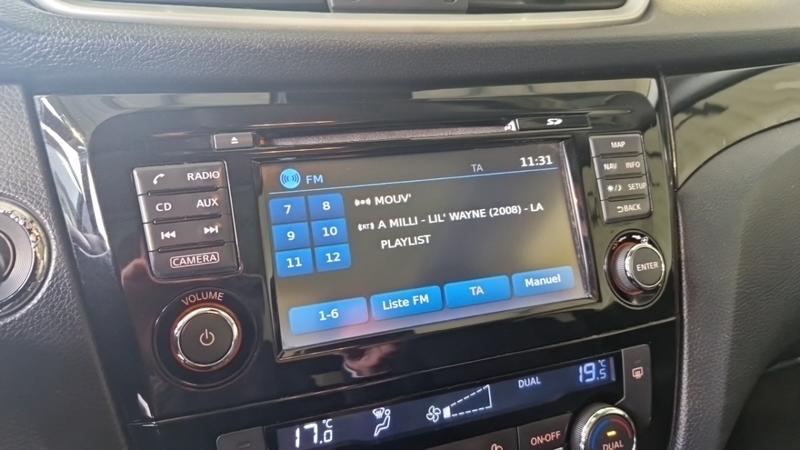 SD
RADIO
CD AUX
CAMERA
VOLUME
FM TA 11:31
7 8
9 10
11 12
MOUV'
A MILLI - LIL' WAYNE (2008) - LA
PLAYLIST
1-6 Liste FM TA Manuel
MAP
NAV INFO
SETUP
BACK
ENTER
17.0 °C
DUAL 19.5 °C
ON-OFF
DUAL